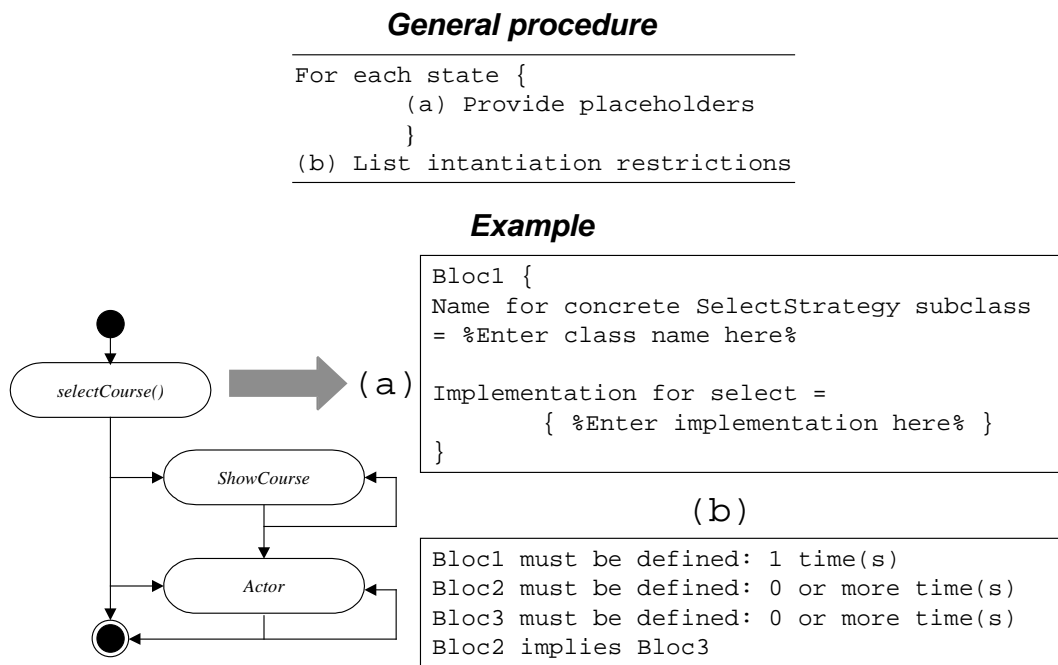 General procedure
For each state {
(a) Provide placeholders
}
(b) List intantiation restrictions
Example
Bloc1 {
Name for concrete SelectStrategy subclass
= %Enter class name here%
Implementation for select =
{ %Enter implementation here% }
}
selectCourse()
(a)
ShowCourse
Actor
(b)
Bloc1 must be defined: 1 time(s)
Bloc2 must be defined: 0 or more time(s)
Bloc3 must be defined: 0 or more time(s)
Bloc2 implies Bloc3